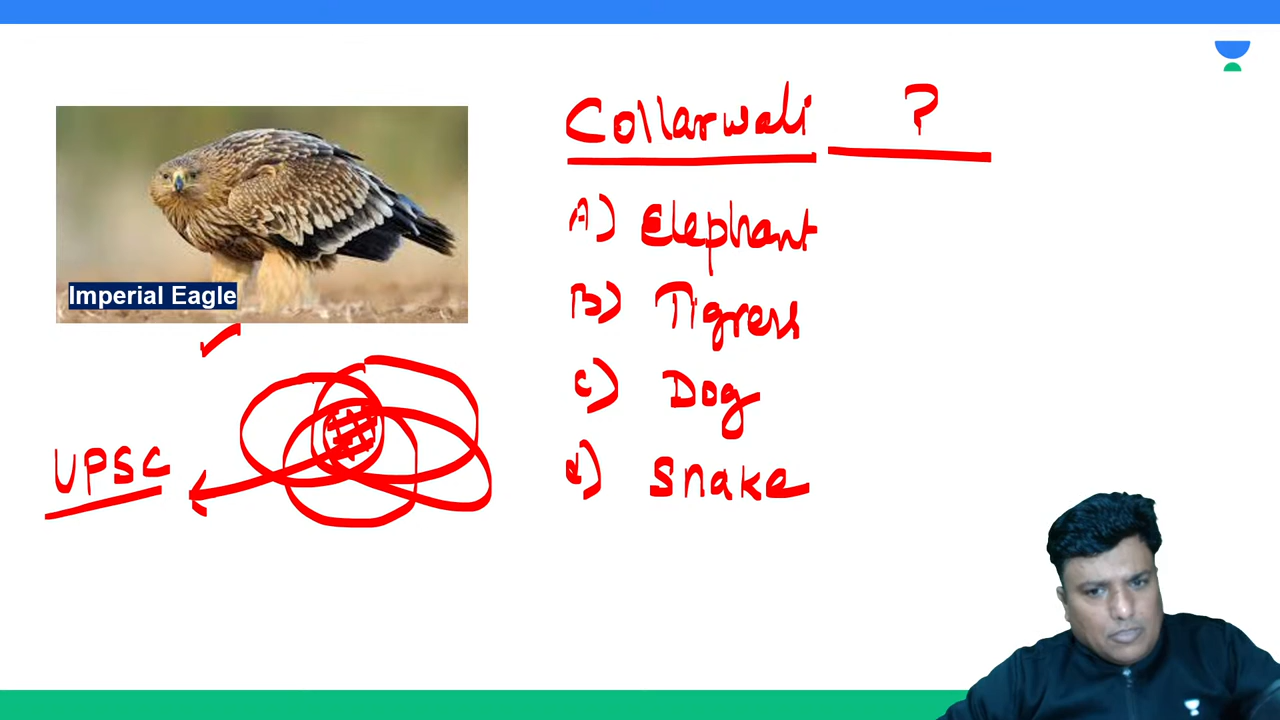 Collarwali ?
A) Elephant
B) Tigress
Imperial Eagle
C) Dog
UPSC
d) Snake